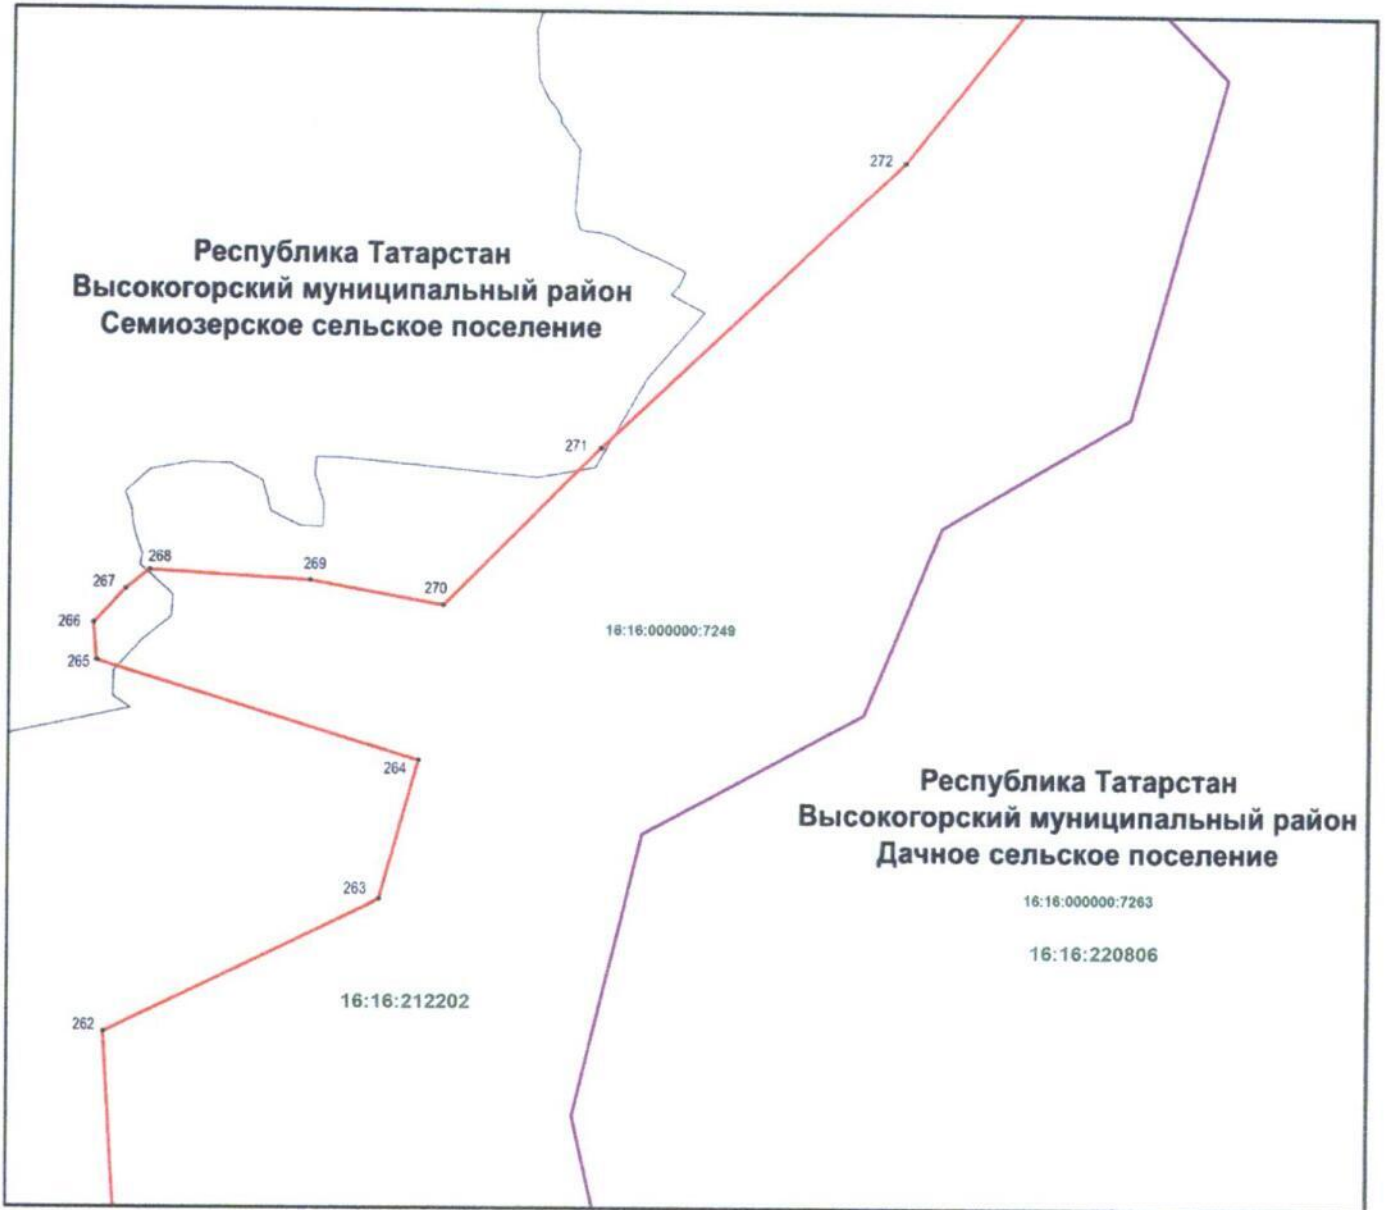 272
Республика Татарстан
Высокогорский муниципальный район
Семиозерское сельское поселение
271
268
269
267
270
266
16:16:000000:7249
265
264
Республика Татарстан
Высокогорский муниципальный район
Дачное сельское поселение
263
16:16:000000:7263
16:16:220806
16:16:212202
262